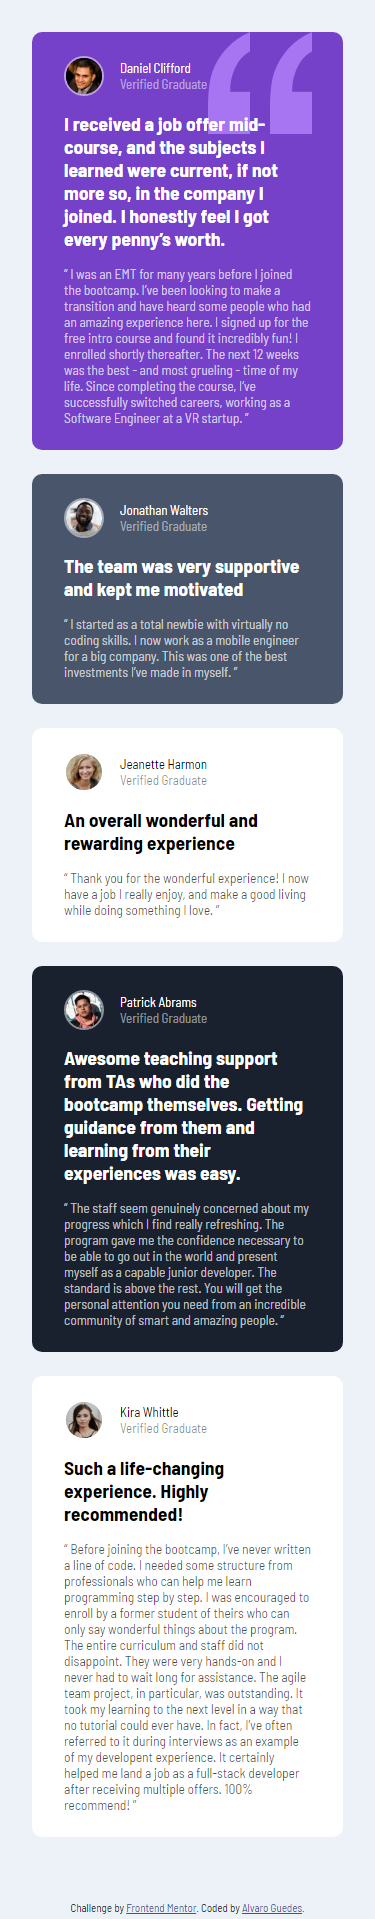 Daniel Clifford
Verified Graduate
I received a job offer mid-
course, and the subjects I
learned were current, if not
more so, in the company I
joined. I honestly feel I got
every penny’s worth.
“ I was an EMT for many years before I joined
the bootcamp. I’ve been looking to make a
transition and have heard some people who had
an amazing experience here. I signed up for the
free intro course and found it incredibly fun! I
enrolled shortly thereafter. The next 12 weeks
was the best - and most grueling - time of my
life. Since completing the course, I’ve
successfully switched careers, working as a
Software Engineer at a VR startup. ”
Jonathan Walters
Verified Graduate
The team was very supportive
and kept me motivated
“ I started as a total newbie with virtually no
coding skills. I now work as a mobile engineer
for a big company. This was one of the best
investments I’ve made in myself. ”
Jeanette Harmon
Verified Graduate
An overall wonderful and
rewarding experience
“ Thank you for the wonderful experience! I now
have a job I really enjoy, and make a good living
while doing something I love. ”
Patrick Abrams
Verified Graduate
Awesome teaching support
from TAs who did the
bootcamp themselves. Getting
guidance from them and
learning from their
experiences was easy.
“ The staff seem genuinely concerned about my
progress which I find really refreshing. The
program gave me the confidence necessary to
be able to go out in the world and present
myself as a capable junior developer. The
standard is above the rest. You will get the
personal attention you need from an incredible
community of smart and amazing people. ”
Kira Whittle
Verified Graduate
Such a life-changing
experience. Highly
recommended!
“ Before joining the bootcamp, I’ve never written
a line of code. I needed some structure from
professionals who can help me learn
programming step by step. I was encouraged to
enroll by a former student of theirs who can
only say wonderful things about the program.
The entire curriculum and staff did not
disappoint. They were very hands-on and I
never had to wait long for assistance. The agile
team project, in particular, was outstanding. It
took my learning to the next level in a way that
no tutorial could ever have. In fact, I’ve often
referred to it during interviews as an example
of my developent experience. It certainly
helped me land a job as a full-stack developer
after receiving multiple offers. 100%
recommend! ”
Challenge by Frontend Mentor. Coded by Alvaro Guedes.